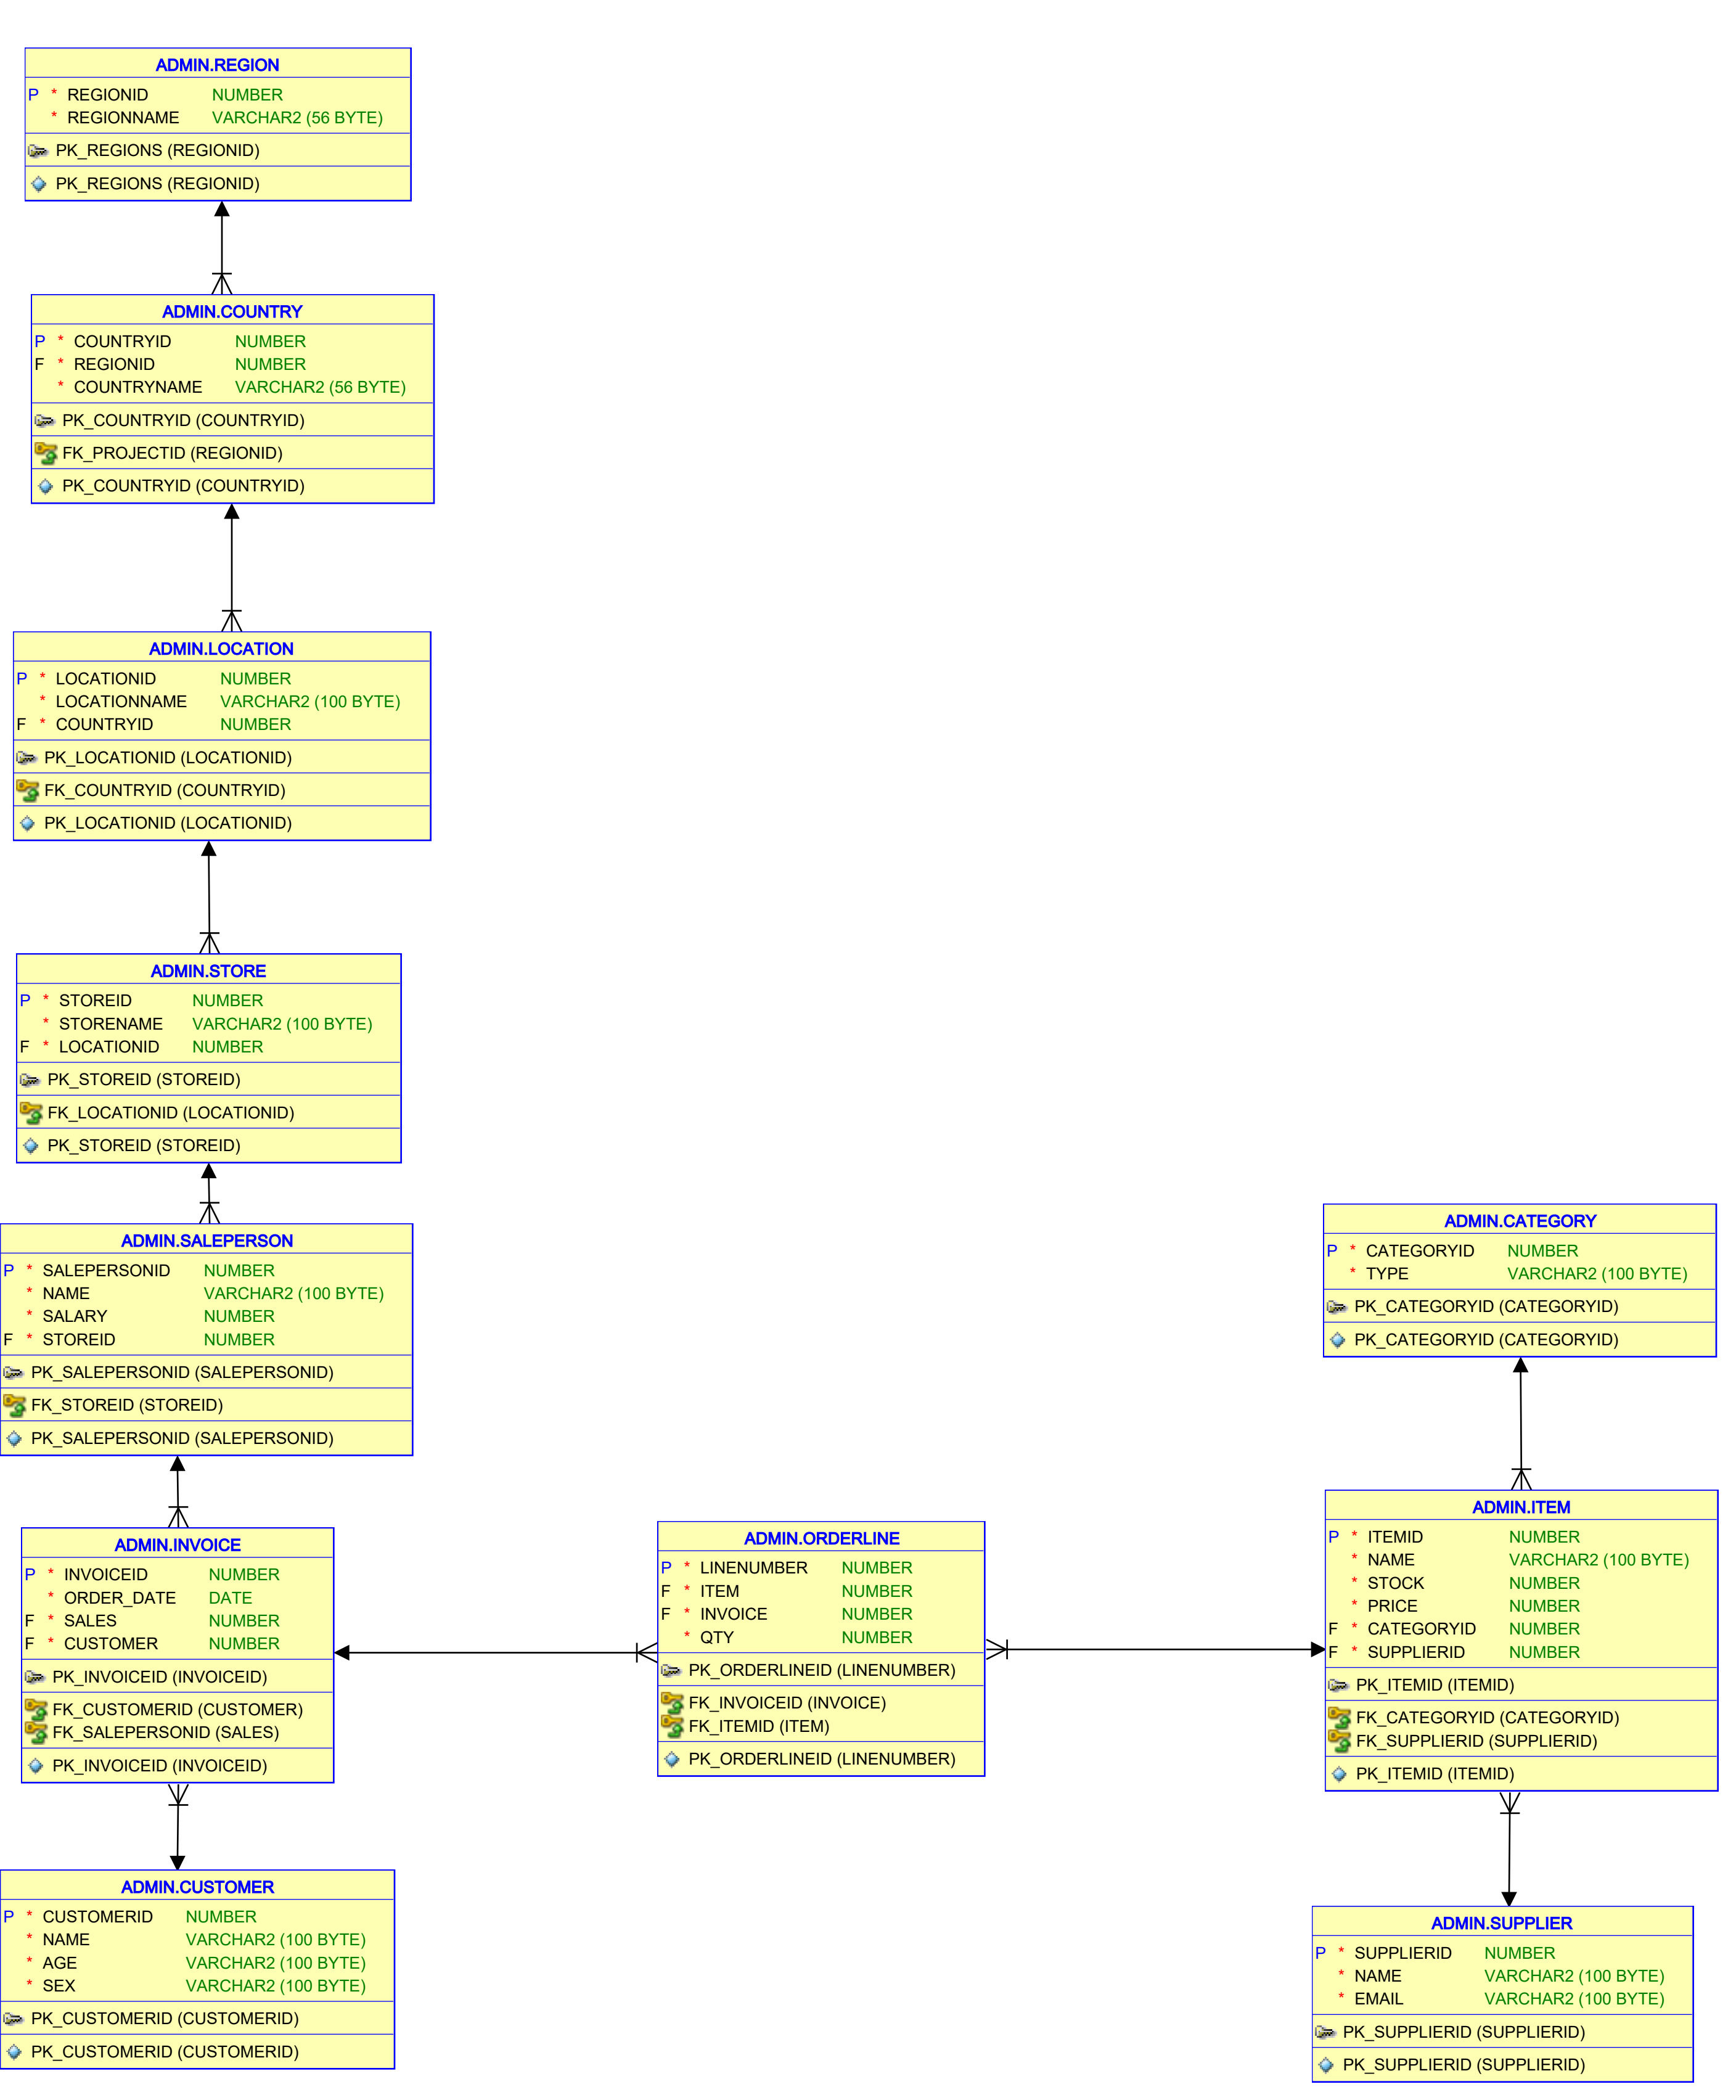 ADMIN.REGION
P * REGIONID NUMBER
* REGIONNAME VARCHAR2 (56 BYTE)
PK_REGIONS (REGIONID)
PK_REGIONS (REGIONID)
ADMIN.COUNTRY
P * COUNTRYID NUMBER
F * REGIONID NUMBER
* COUNTRYNAME VARCHAR2 (56 BYTE)
PK_COUNTRYID (COUNTRYID)
FK_PROJECTID (REGIONID)
PK_COUNTRYID (COUNTRYID)
ADMIN.LOCATION
P * LOCATIONID NUMBER
* LOCATIONNAME VARCHAR2 (100 BYTE)
F * COUNTRYID NUMBER
PK_LOCATIONID (LOCATIONID)
FK_COUNTRYID (COUNTRYID)
PK_LOCATIONID (LOCATIONID)
ADMIN.STORE
P * STOREID NUMBER
* STORENAME VARCHAR2 (100 BYTE)
F * LOCATIONID NUMBER
PK_STOREID (STOREID)
FK_LOCATIONID (LOCATIONID)
PK_STOREID (STOREID)
ADMIN.SALEPERSON
P * SALEPERSONID NUMBER
* NAME VARCHAR2 (100 BYTE)
* SALARY NUMBER
F * STOREID NUMBER
PK_SALEPERSONID (SALEPERSONID)
FK_STOREID (STOREID)
PK_SALEPERSONID (SALEPERSONID)
ADMIN.INVOICE
P * INVOICEID NUMBER
* ORDER_DATE DATE
F * SALES NUMBER
F * CUSTOMER NUMBER
PK_INVOICEID (INVOICEID)
FK_CUSTOMERID (CUSTOMER)
FK_SALEPERSONID (SALES)
PK_INVOICEID (INVOICEID)
ADMIN.CUSTOMER
P * CUSTOMERID NUMBER
* NAME VARCHAR2 (100 BYTE)
* AGE VARCHAR2 (100 BYTE)
* SEX VARCHAR2 (100 BYTE)
PK_CUSTOMERID (CUSTOMERID)
PK_CUSTOMERID (CUSTOMERID)
ADMIN.ORDERLINE
P * LINENUMBER NUMBER
F * ITEM NUMBER
F * INVOICE NUMBER
* QTY NUMBER
PK_ORDERLINEID (LINENUMBER)
FK_INVOICEID (INVOICE)
FK_ITEMID (ITEM)
PK_ORDERLINEID (LINENUMBER)
ADMIN.CATEGORY
P * CATEGORYID NUMBER
* TYPE VARCHAR2 (100 BYTE)
PK_CATEGORYID (CATEGORYID)
PK_CATEGORYID (CATEGORYID)
ADMIN.ITEM
P * ITEMID NUMBER
* NAME VARCHAR2 (100 BYTE)
* STOCK NUMBER
* PRICE NUMBER
F * CATEGORYID NUMBER
F * SUPPLIERID NUMBER
PK_ITEMID (ITEMID)
FK_CATEGORYID (CATEGORYID)
FK_SUPPLIERID (SUPPLIERID)
PK_ITEMID (ITEMID)
ADMIN.SUPPLIER
P * SUPPLIERID NUMBER
* NAME VARCHAR2 (100 BYTE)
* EMAIL VARCHAR2 (100 BYTE)
PK_SUPPLIERID (SUPPLIERID)
PK_SUPPLIERID (SUPPLIERID)